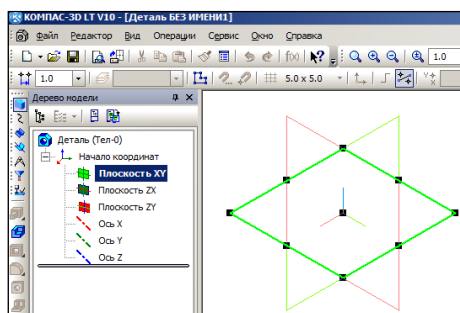 КОМПАС-3D LT V10 - [Деталь БЕЗ ИМЕНИ1]
Файл Редактор Вид Операции Сервис Окно Справка
f(x) 1.0
1.0 5.0 x 5.0
Дерево модели
Деталь (Тел-0)
Начало координат
Плоскость XY
Плоскость ZX
Плоскость ZY
Ось X
Ось Y
Ось Z